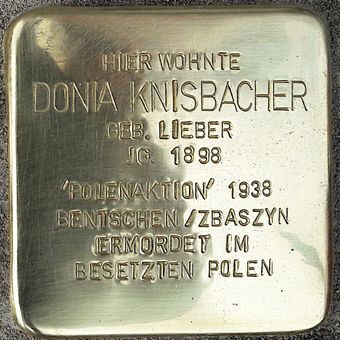 HIER WOHNTE
DONIA KNISBACHER
GEB. LIEBER
JG. 1898
'POLENAKTION' 1938
BENTSCHEN/ZBASZYN
ERMORDET IM
BESETZTEN POLEN